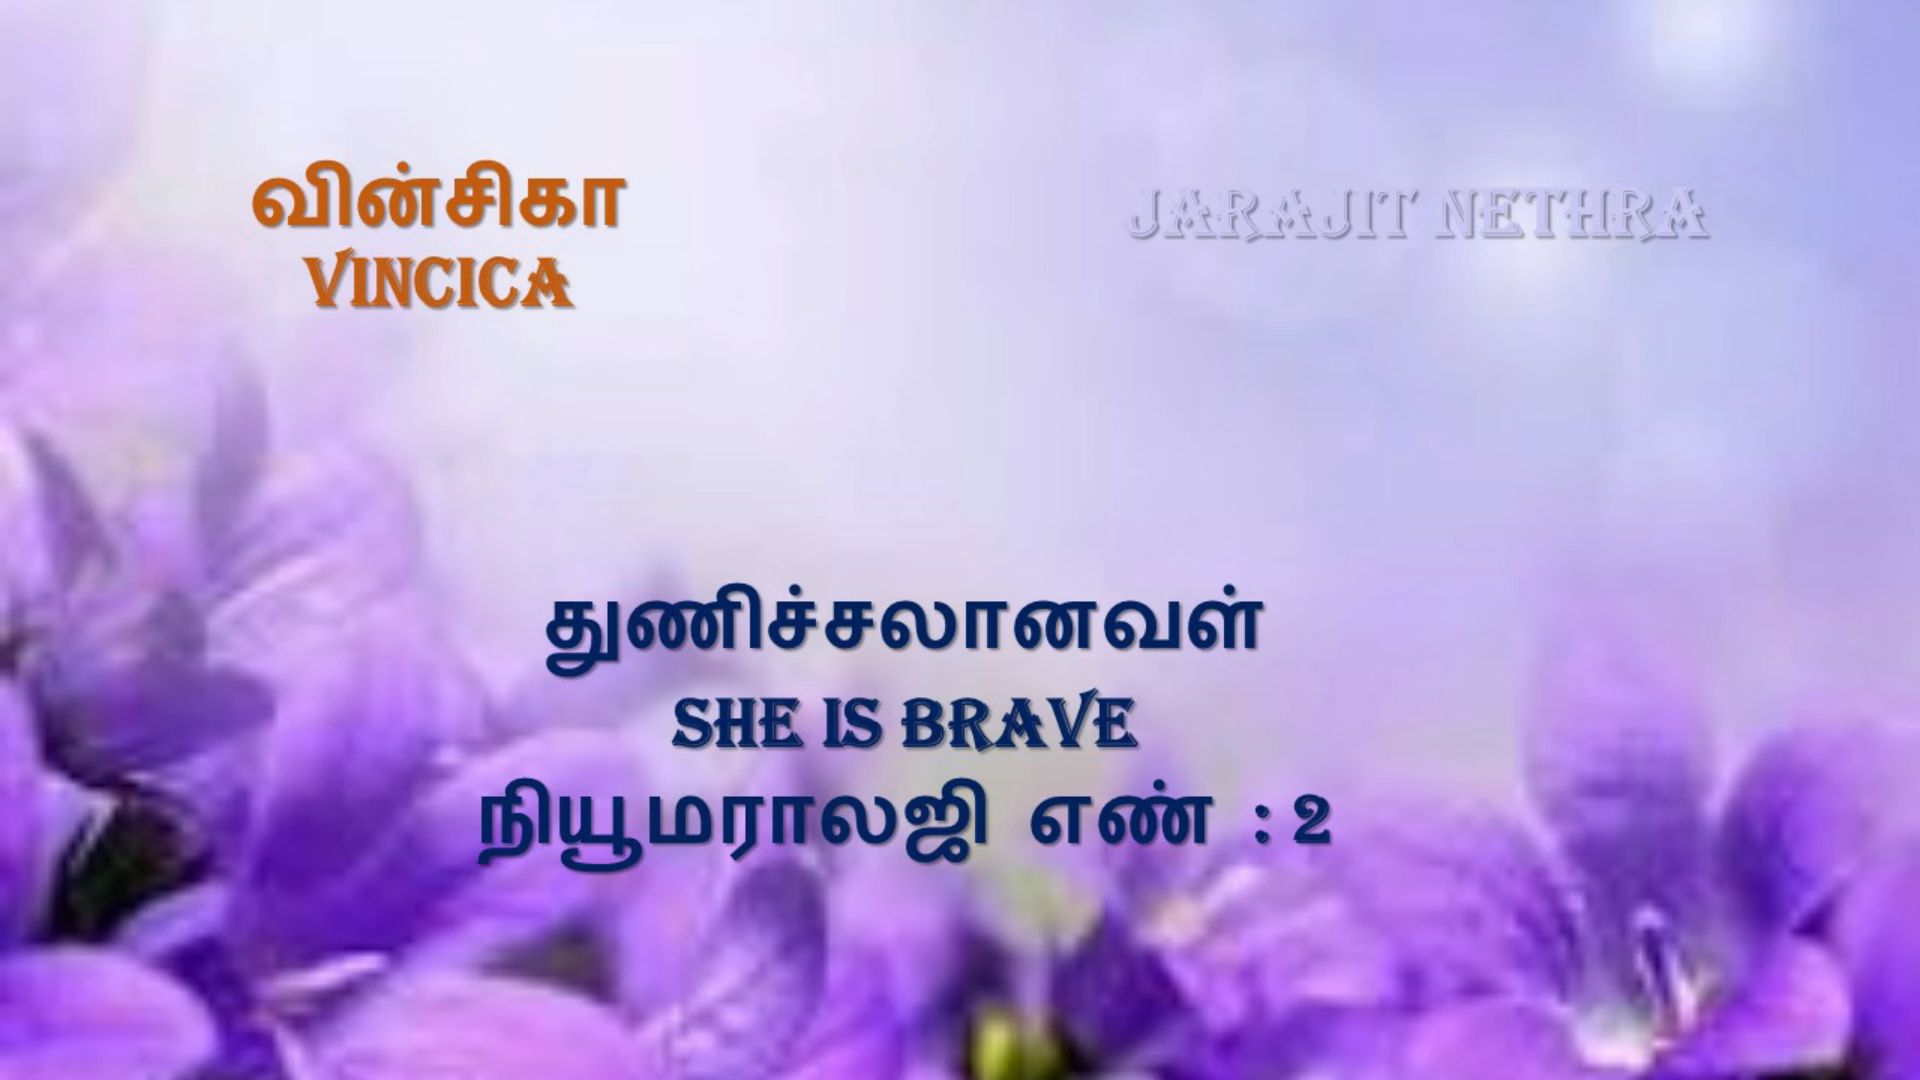 வின்சிகா
VINCICA
JARAJIT NETHRA
துணிச்சலானவள்
SHE IS BRAVE
நியூமராலஜி எண் : 2